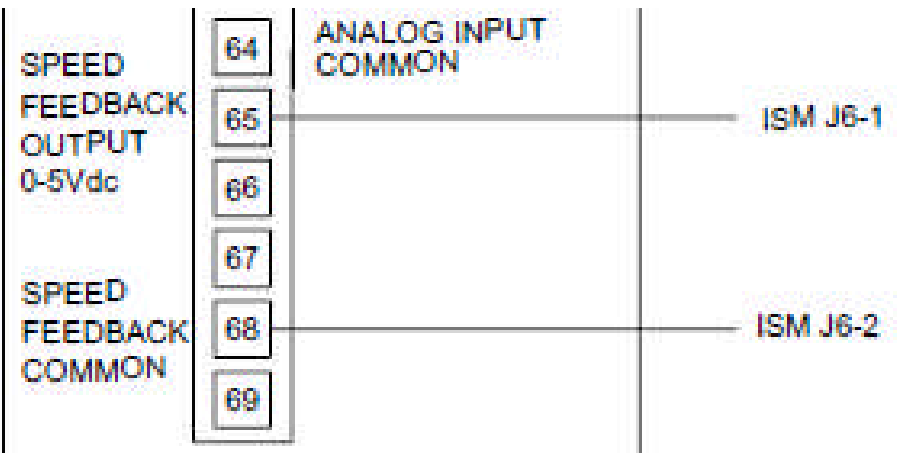 64
ANALOG INPUT
COMMON
SPEED
FEEDBACK
OUTPUT
0-5Vdc
65
ISM J6-1
66
67
SPEED
FEEDBACK
COMMON
68
ISM J6-2
69